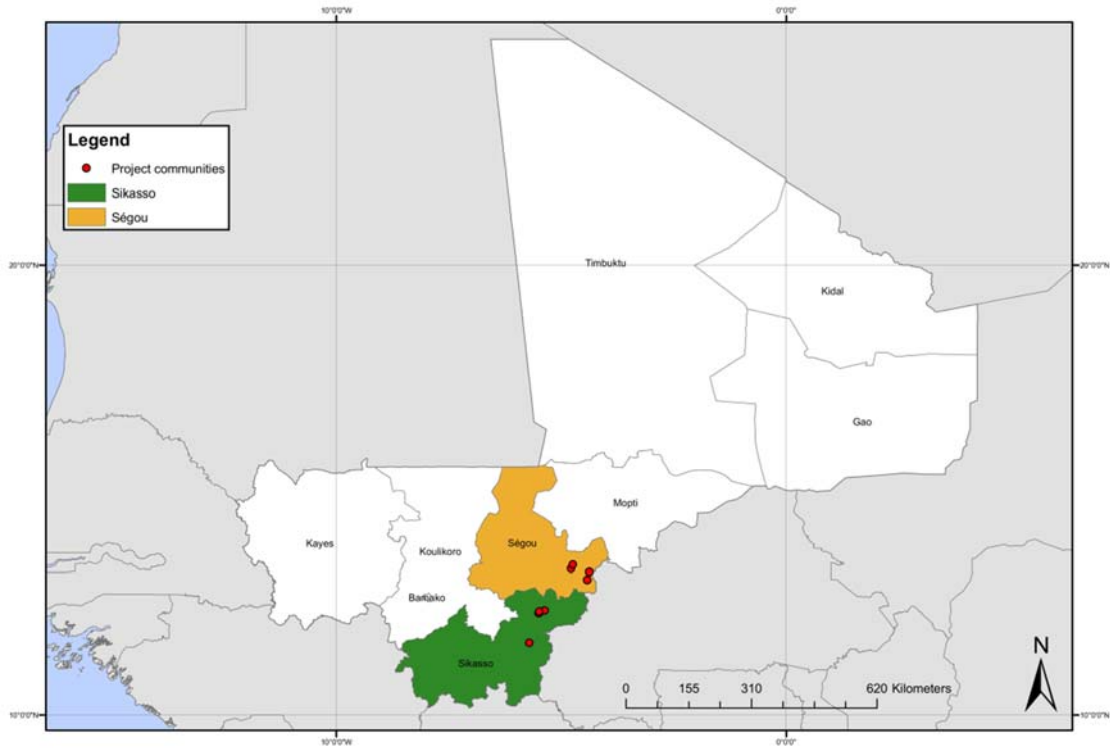 10°0'0"W
0°0'0"
Legend
Project communities
Sikasso
Ségou
20°0'0"N
20°0'0"N
Timbuktu
Kidal
Gao
Mopti
Kayes
Koulikoro
Ségou
Bamako
Sikasso
N
0 155 310 620 Kilometers
10°0'0"N
10°0'0"N
10°0'0"W
0°0'0"